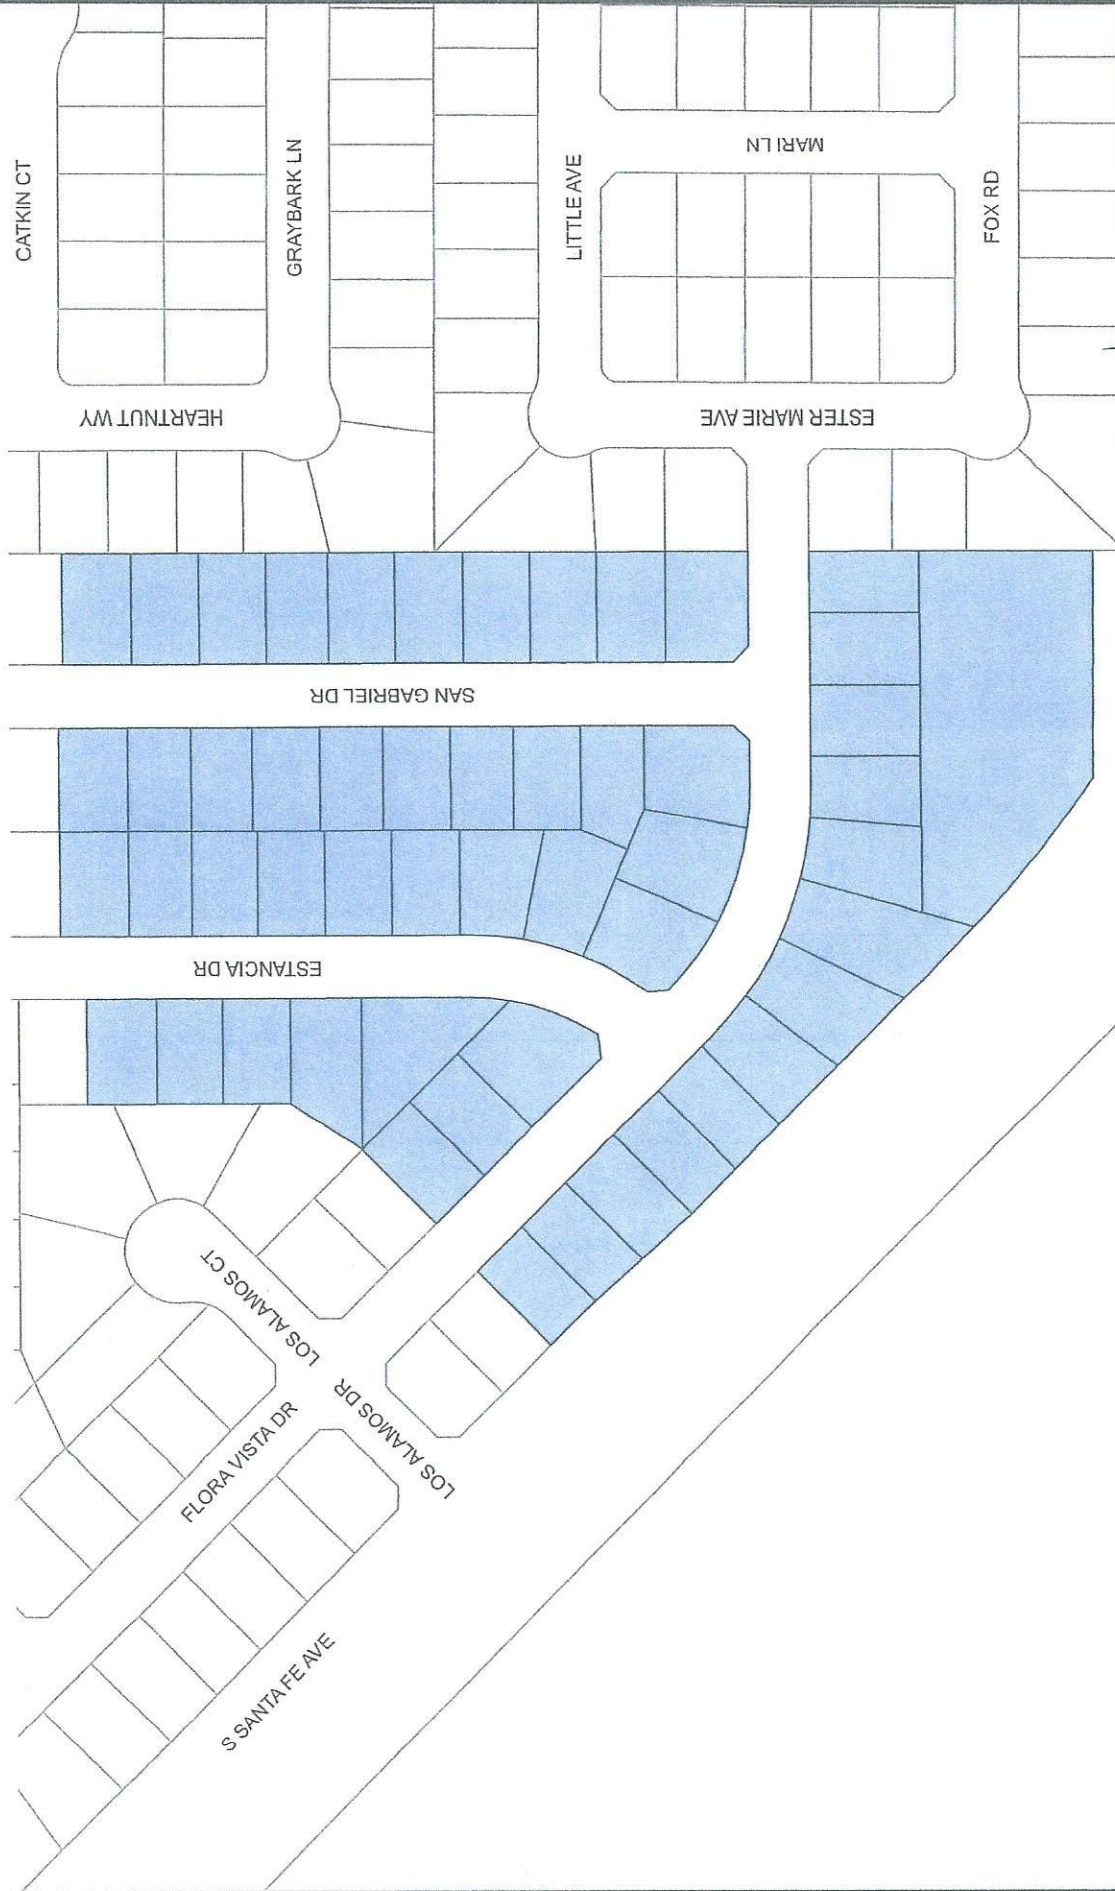 CATKIN CT
GRAYBARK LN
LITTLE AVE
MARI LN
FOX RD
HEARTNUT WY
ESTER MARIE AVE
SAN GABRIEL DR
ESTANCIA DR
LOS ALAMOS CT
LOS ALAMOS DR
FLORA VISTA DR
S SANTA FE AVE